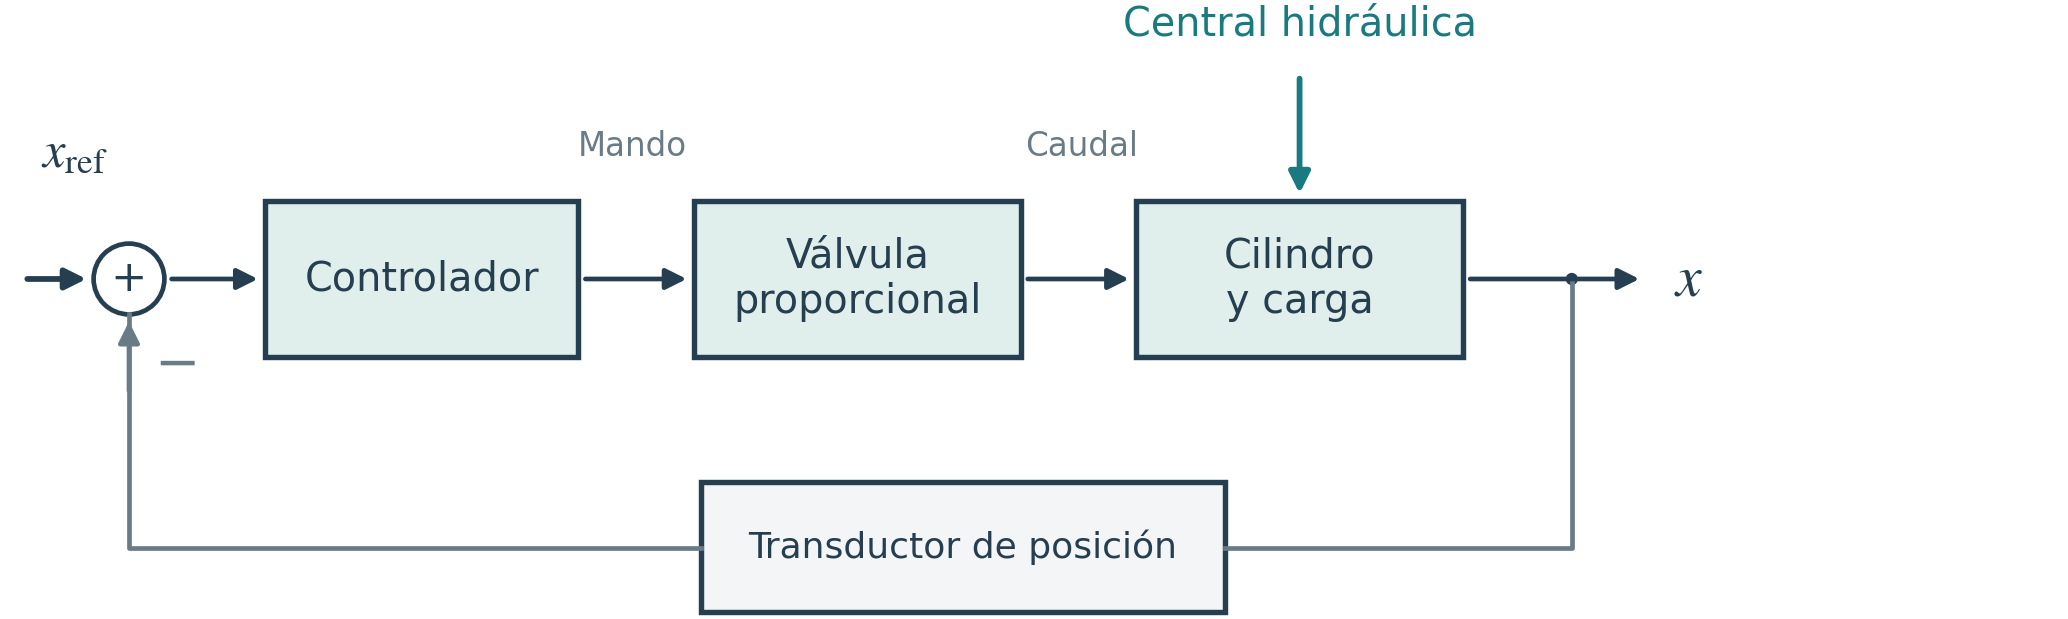 Central hidráulica
Mando
Caudal
x_ref
+
Controlador
Válvula
proporcional
Cilindro
y carga
x
−
Transductor de posición